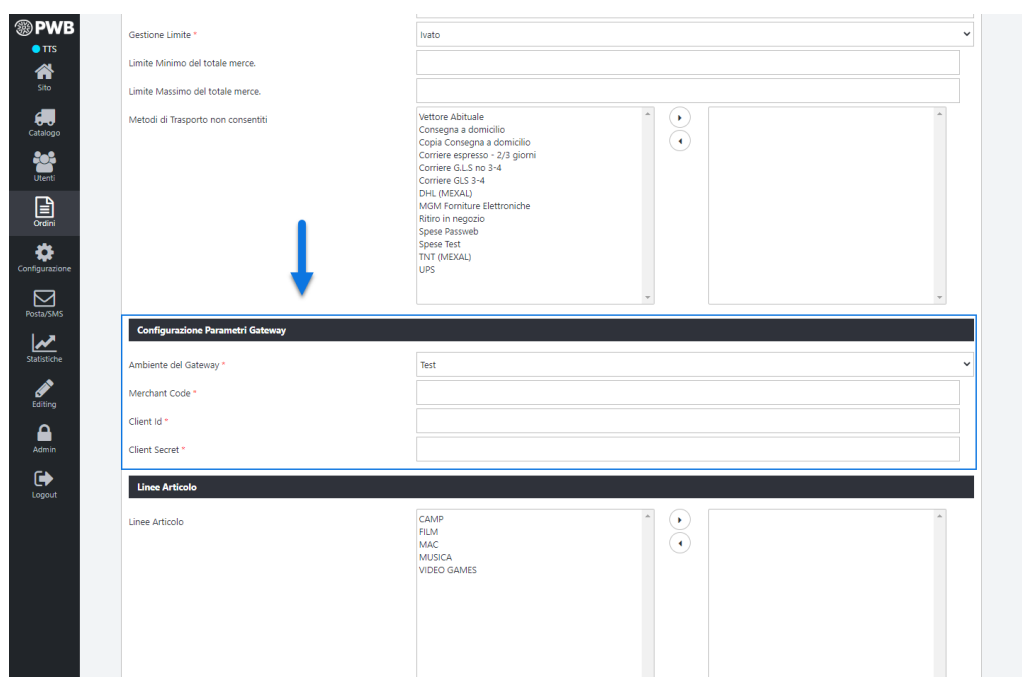 PWB
TTS
Sito
Catalogo
Utenti
Ordini
Configurazione
Posta/SMS
Statistiche
Editing
Admin
Logout
Gestione Limite *
Ivato
Limite Minimo del totale merce.
Limite Massimo del totale merce.
Metodi di Trasporto non consentiti
Vettore Abituale
Consegna a domicilio
Copia Consegna a domicilio
Corriere espresso - 2/3 giorni
Corriere G.L.S no 3-4
Corriere GLS 3-4
DHL (MEXAL)
MGM Forniture Elettroniche
Ritiro in negozio
Spese Passweb
Spese Test
TNT (MEXAL)
UPS
Configurazione Parametri Gateway
Ambiente del Gateway *
Test
Merchant Code *
Client Id *
Client Secret *
Linee Articolo
Linee Articolo
CAMP
FILM
MAC
MUSICA
VIDEO GAMES